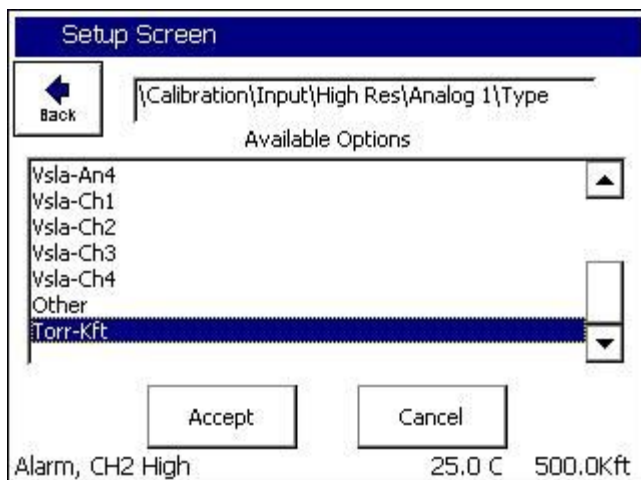 Setup Screen
Back
\Calibration\Input\High Res\Analog 1\Type
Available Options
Vsla-An4
Vsla-Ch1
Vsla-Ch2
Vsla-Ch3
Vsla-Ch4
Other
Torr-Kft
Accept Cancel
Alarm, CH2 High 25.0 C 500.0Kft